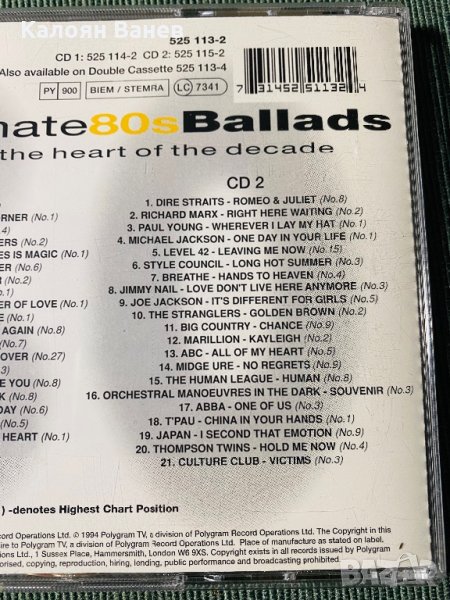 Калоян Ванев
525 113-2
CD 1: 525 114-2 CD 2: 525 115-2
Also available on Double Cassette 525 113-4
PY 900 BIEM / STEMRA LC 7341
7 31452 51132 4
mate80sBallads
the heart of the decade
CD 2
1. DIRE STRAITS - ROMEO & JULIET (No.8)
2. RICHARD MARX - RIGHT HERE WAITING (No.2)
3. PAUL YOUNG - WHEREVER I LAY MY HAT (No.1)
4. MICHAEL JACKSON - ONE DAY IN YOUR LIFE (No.1)
5. LEVEL 42 - LEAVING ME NOW (No.15)
6. STYLE COUNCIL - LONG HOT SUMMER (No.3)
7. BREATHE - HANDS TO HEAVEN (No.4)
8. JIMMY NAIL - LOVE DON'T LIVE HERE ANYMORE (No.3)
9. JOE JACKSON - IT'S DIFFERENT FOR GIRLS (No.5)
10. THE STRANGLERS - GOLDEN BROWN (No.2)
11. BIG COUNTRY - CHANCE (No.9)
12. MARILLION - KAYLEIGH (No.2)
13. ABC - ALL OF MY HEART (No.5)
14. MIDGE URE - NO REGRETS (No.9)
15. THE HUMAN LEAGUE - HUMAN (No.8)
16. ORCHESTRAL MANOEUVRES IN THE DARK - SOUVENIR (No.3)
17. ABBA - ONE OF US (No.3)
18. T'PAU - CHINA IN YOUR HANDS (No.1)
19. JAPAN - I SECOND THAT EMOTION (No.9)
20. THOMPSON TWINS - HOLD ME NOW (No.4)
21. CULTURE CLUB - VICTIMS (No.3)
ORNER (No.1)
.4)
ERS (No.2)
ES IS MAGIC (No.1)
ER (No.6)
ER (No.2)
No.1)
ER OF LOVE (No.1)
AGAIN (No.8)
(No.7)
OVER (No.27)
E YOU (No.1)
K (No.8)
DAY (No.6)
HEART (No.1)
) -denotes Highest Chart Position
cord Operations Ltd. © 1994 Polygram TV, a division of Polygram Record Operations Ltd. The Copyright in this
ire to Polygram TV, a division of Polygram Record Operations Ltd. Place of manufacture as stated on label.
erations Ltd., 1 Sussex Place, Hammersmith, London W6 9XS. Copyright exists in all records issued by Polygram
orised, copying, reproduction, hiring, lending, public performance and broadcasting prohibited.
bazar